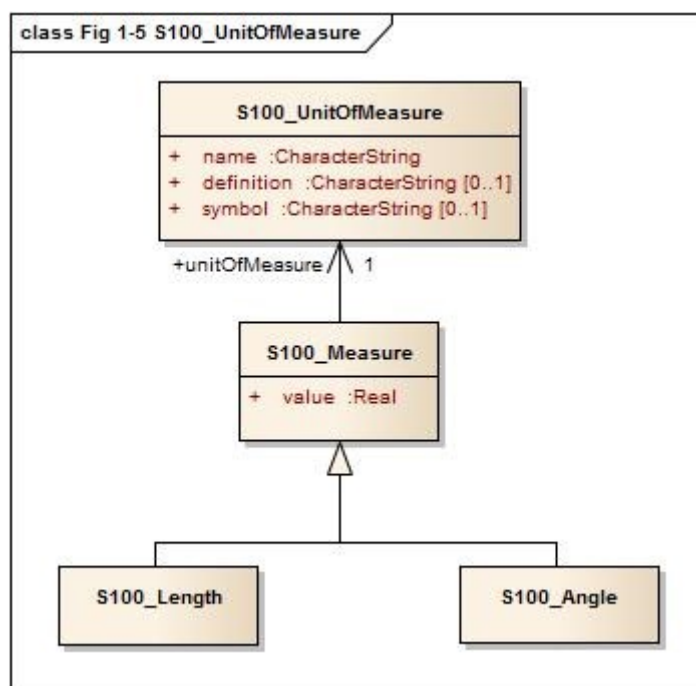 class Fig 1-5 S100_UnitOfMeasure
S100_UnitOfMeasure
+ name :CharacterString
+ definition :CharacterString [0..1]
+ symbol :CharacterString [0..1]
+unitOfMeasure 1
S100_Measure
+ value :Real
S100_Length
S100_Angle